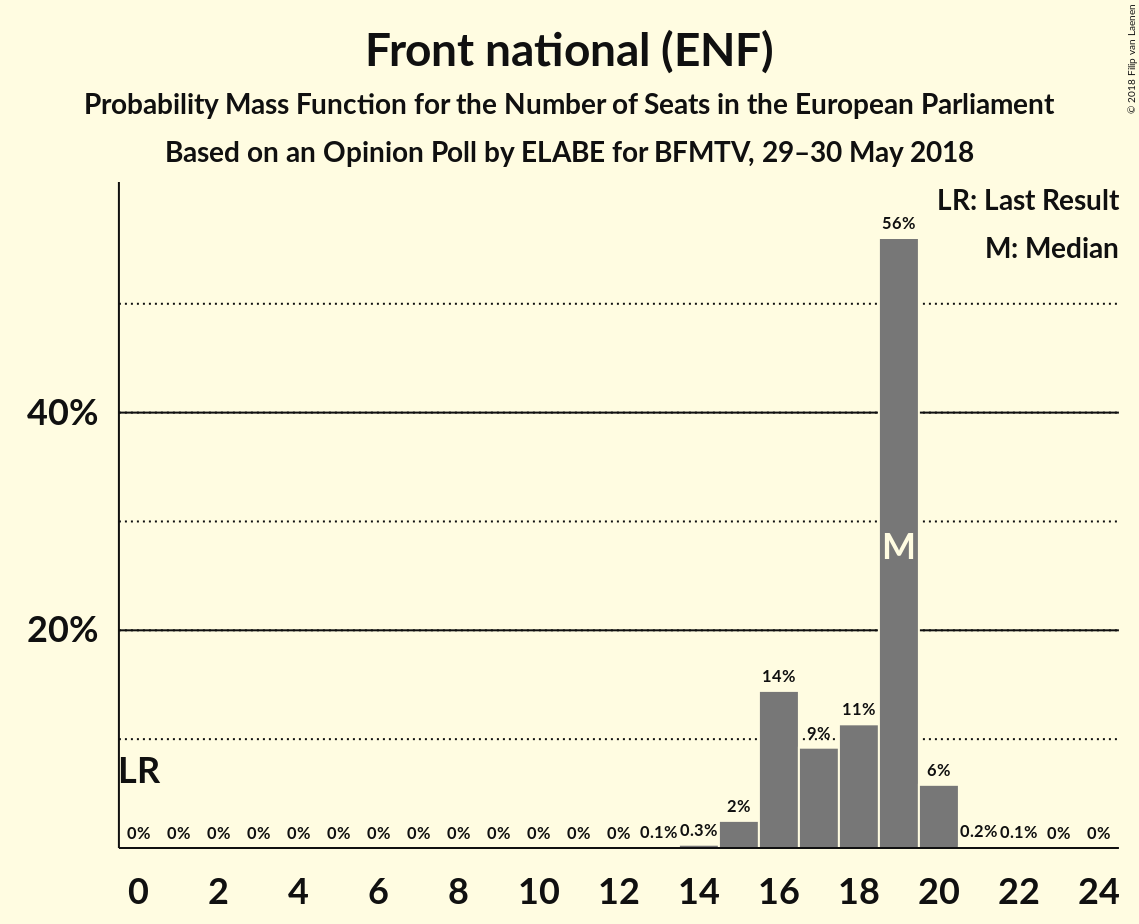 Front national (ENF)
Probability Mass Function for the Number of Seats in the European Parliament
Based on an Opinion Poll by ELABE for BFMTV, 29–30 May 2018
© 2018 Filip van Laenen
LR: Last Result
M: Median
56%
40%
M
20%
14%
11%
9%
LR
6%
2%
0% 0% 0% 0% 0% 0% 0% 0% 0% 0% 0% 0% 0% 0.1% 0.3% 0.2% 0.1% 0% 0%
0 2 4 6 8 10 12 14 16 18 20 22 24